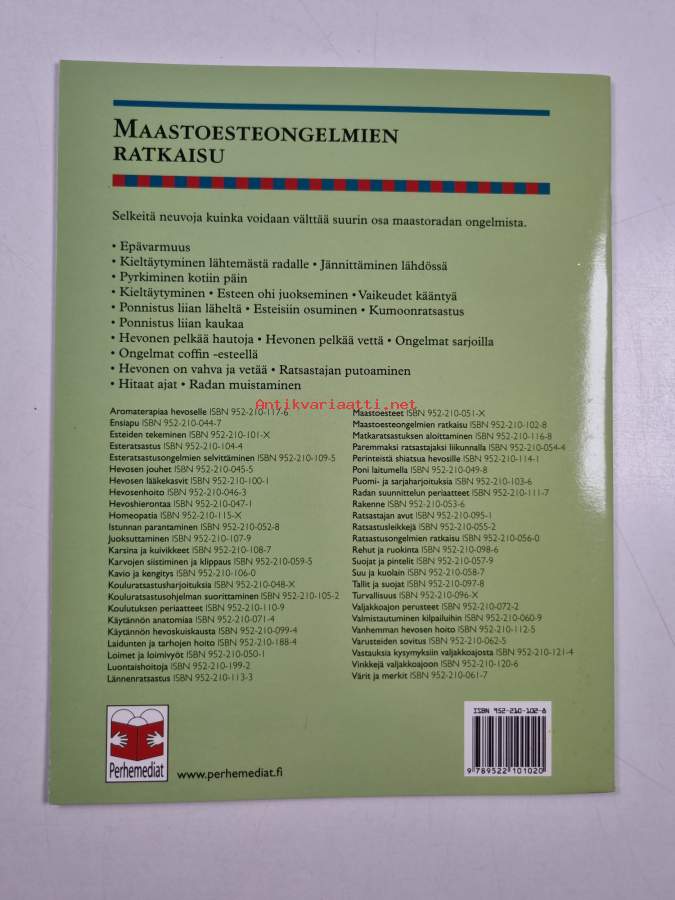 MAASTOESTEONGELMIEN
RATKAISU
Selkeitä neuvoja kuinka voidaan välttää suurin osa maastoradan ongelmista.
• Epävarmuus
• Kieltäytyminen lähtemästä radalle • Jännittäminen lähdössä
• Pyrkiminen kotiin päin
• Kieltäytyminen • Esteen ohi juokseminen • Vaikeudet kääntyä
• Ponnistus liian läheltä • Esteisiin osuminen • Kumoonratsastus
• Ponnistus liian kaukaa
• Hevonen pelkää hautoja • Hevonen pelkää vettä • Ongelmat sarjoilla
• Ongelmat coffin -esteellä
• Hevonen on vahva ja vetää • Ratsastajan putoaminen
• Hitaat ajat • Radan muistaminen
Antikvariaatti.net
Aromaterapiaa hevoselle ISBN 952-210-117-6
Ensiapu ISBN 952-210-044-7
Esteiden tekeminen ISBN 952-210-101-X
Esteratsastus ISBN 952-210-104-4
Esteratsastusongelmien selvittäminen ISBN 952-210-109-5
Hevosen jouhet ISBN 952-210-045-5
Hevosen lääkekasvit ISBN 952-210-100-1
Hevosenhoito ISBN 952-210-046-3
Hevoshierontaa ISBN 952-210-047-1
Homeopatia ISBN 952-210-115-X
Istunnan parantaminen ISBN 952-210-052-8
Juoksuttaminen ISBN 952-210-107-9
Karsina ja kuivikkeet ISBN 952-210-108-7
Karvojen siistiminen ja klippaus ISBN 952-210-059-5
Kavio ja kengitys ISBN 952-210-106-0
Kouluratsastusharjoituksia ISBN 952-210-048-X
Kouluratsastusohjelman suorittaminen ISBN 952-210-105-2
Koulutuksen periaatteet ISBN 952-210-110-9
Käytännön anatomiaa ISBN 952-210-071-4
Käytännön hevoskuiskausta ISBN 952-210-099-4
Laidunten ja tarhojen hoito ISBN 952-210-188-4
Loimet ja loimivyöt ISBN 952-210-050-1
Luontaishoitoja ISBN 952-210-199-2
Lännenratsastus ISBN 952-210-113-3
Maastoesteet ISBN 952-210-051-X
Maastoesteongelmien ratkaisu ISBN 952-210-102-8
Matkaratsastuksen aloittaminen ISBN 952-210-116-8
Paremmaksi ratsastajaksi liikunnalla ISBN 952-210-054-4
Perinteistä shiatsua hevosille ISBN 952-210-114-1
Poni laitumella ISBN 952-210-049-8
Puomi- ja sarjaharjoituksia ISBN 952-210-103-6
Radan suunnittelun periaatteet ISBN 952-210-111-7
Rakenne ISBN 952-210-053-6
Ratsastajan avut ISBN 952-210-095-1
Ratsastusleikkejä ISBN 952-210-055-2
Ratsastusongelmien ratkaisu ISBN 952-210-056-0
Rehut ja ruokinta ISBN 952-210-098-6
Suojat ja pintelit ISBN 952-210-057-9
Suu ja kuolain ISBN 952-210-058-7
Tallit ja suojat ISBN 952-210-097-8
Turvallisuus ISBN 952-210-096-X
Valjakkoajon perusteet ISBN 952-210-072-2
Valmistautuminen kilpailuihin ISBN 952-210-060-9
Vanhemman hevosen hoito ISBN 952-210-112-5
Varusteiden sovitus ISBN 952-210-062-5
Vastauksia kysymyksiin valjakkoajosta ISBN 952-210-121-4
Vinkkejä valjakkoajoon ISBN 952-210-120-6
Värit ja merkit ISBN 952-210-061-7
Perhemediat
www.perhemediat.fi
ISBN 952-210-102-8
9 789522 101020